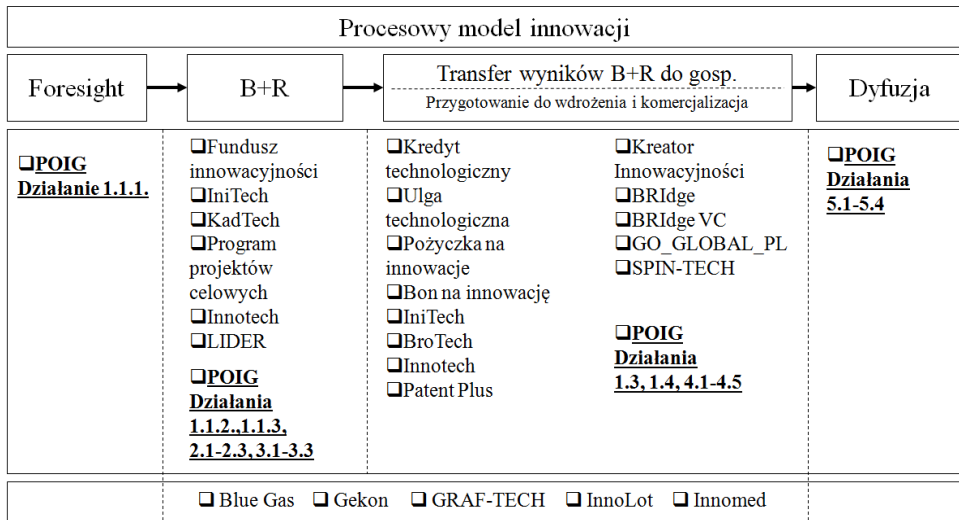 Procesowy model innowacji
Foresight
B+R
Transfer wyników B+R do gosp.
Przygotowanie do wdrożenia i komercjalizacja
Dyfuzja
❑POIG
Działanie 1.1.1.
❑Fundusz
innowacyjności
❑IniTech
❑KadTech
❑Program
projektów
celowych
❑Innotech
❑LIDER
❑POIG
Działania
1.1.2.,1.1.3,
2.1-2.3, 3.1-3.3
❑Kredyt
technologiczny
❑Ulga
technologiczna
❑Pożyczka na
innowacje
❑Bon na innowację
❑IniTech
❑BroTech
❑Innotech
❑Patent Plus
❑Kreator
Innowacyjności
❑BRIdge
❑BRIdge VC
❑GO_GLOBAL_PL
❑SPIN-TECH
❑POIG
Działania
1.3, 1.4, 4.1-4.5
❑POIG
Działania
5.1-5.4
❑ Blue Gas ❑ Gekon ❑ GRAF-TECH ❑ InnoLot ❑ Innomed